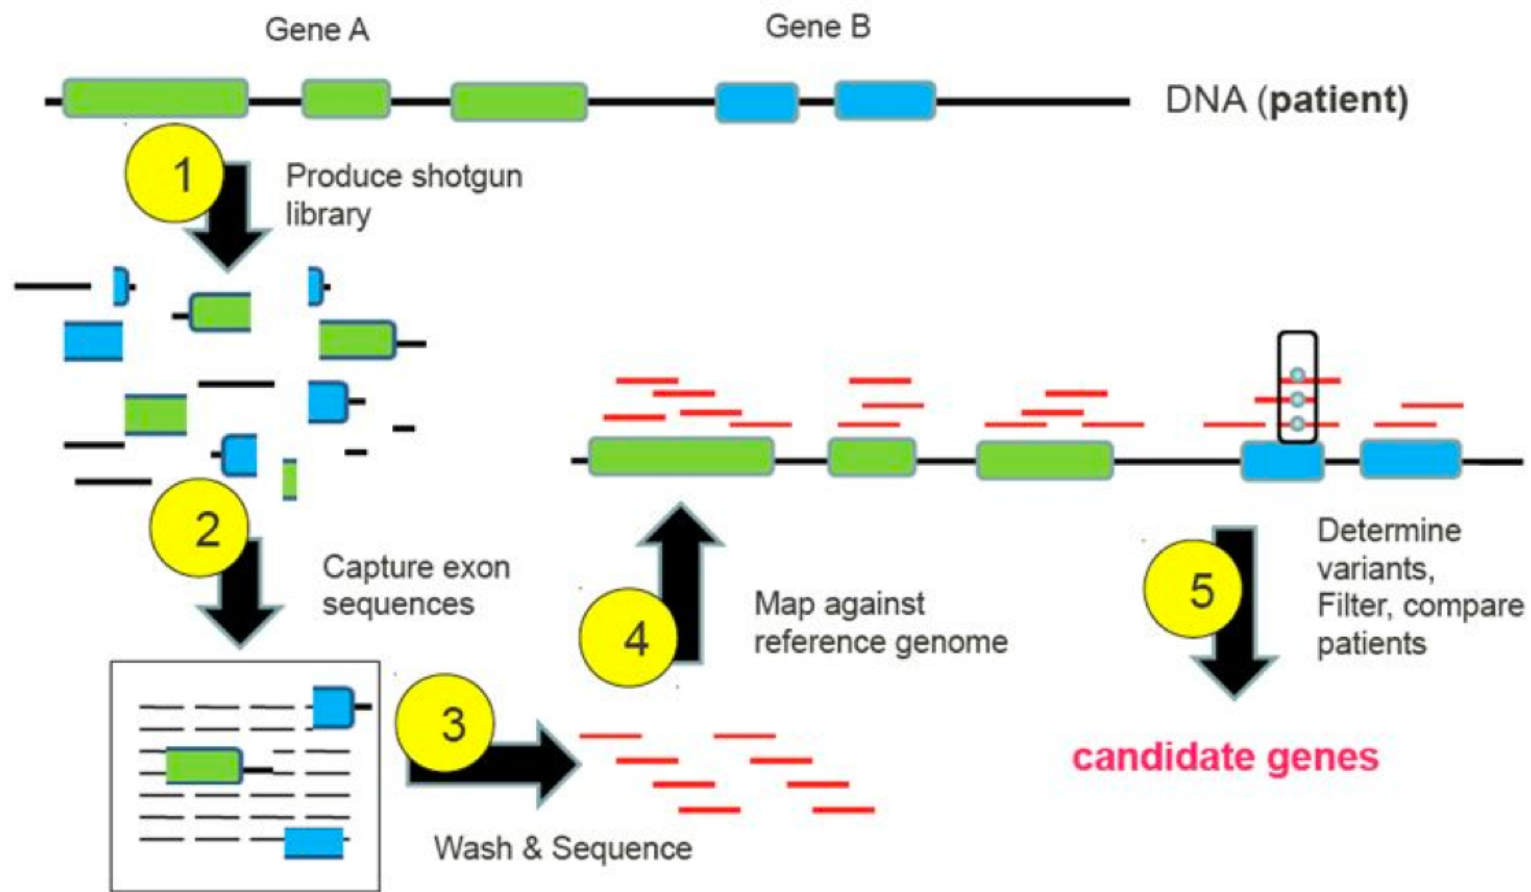 Gene A
Gene B
DNA (patient)
1
Produce shotgun
library
2
Capture exon
sequences
3
Wash & Sequence
4
Map against
reference genome
5
Determine
variants,
Filter, compare
patients
candidate genes